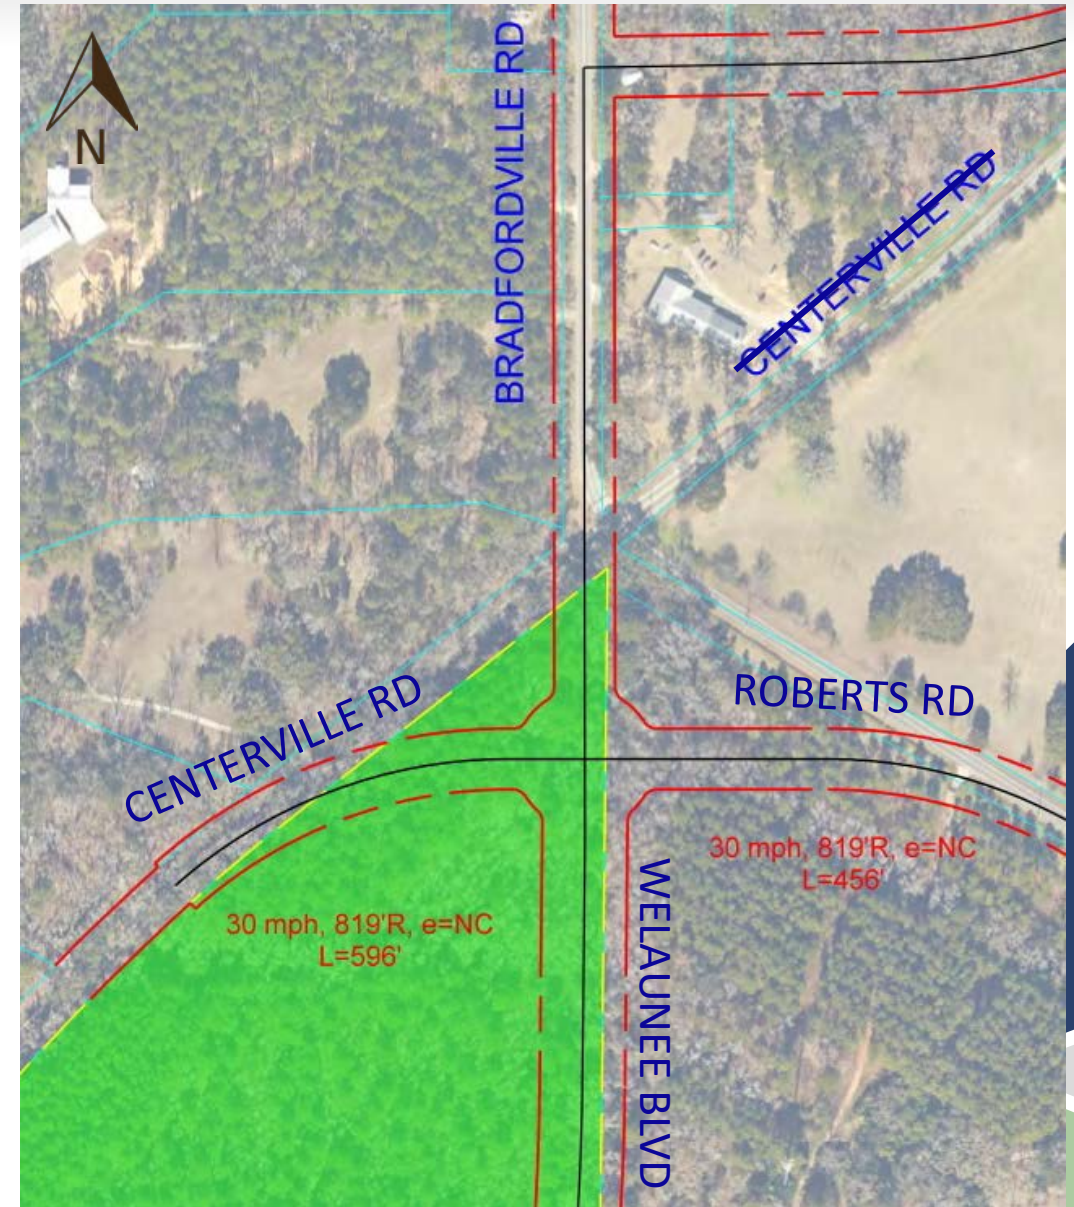 N
BRADFORDVILLE RD
CENTERVILLE RD
CENTERVILLE RD
ROBERTS RD
30 mph, 819'R, e=NC
L=456'
30 mph, 819'R, e=NC
L=596'
WELAUNEE BLVD